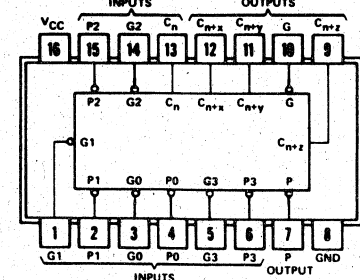 INPUTS OUTPUTS
VCC P2 G2 Cn Cn+x Cn+y G Cn+z
16 15 14 13 12 11 10 9
P2 G2 Cn Cn+x Cn+y G
G1 Cn+z
P1 G0 P0 G3 P3 P
1 2 3 4 5 6 7 8
G1 P1 G0 P0 G3 P3 P GND
INPUTS OUTPUT